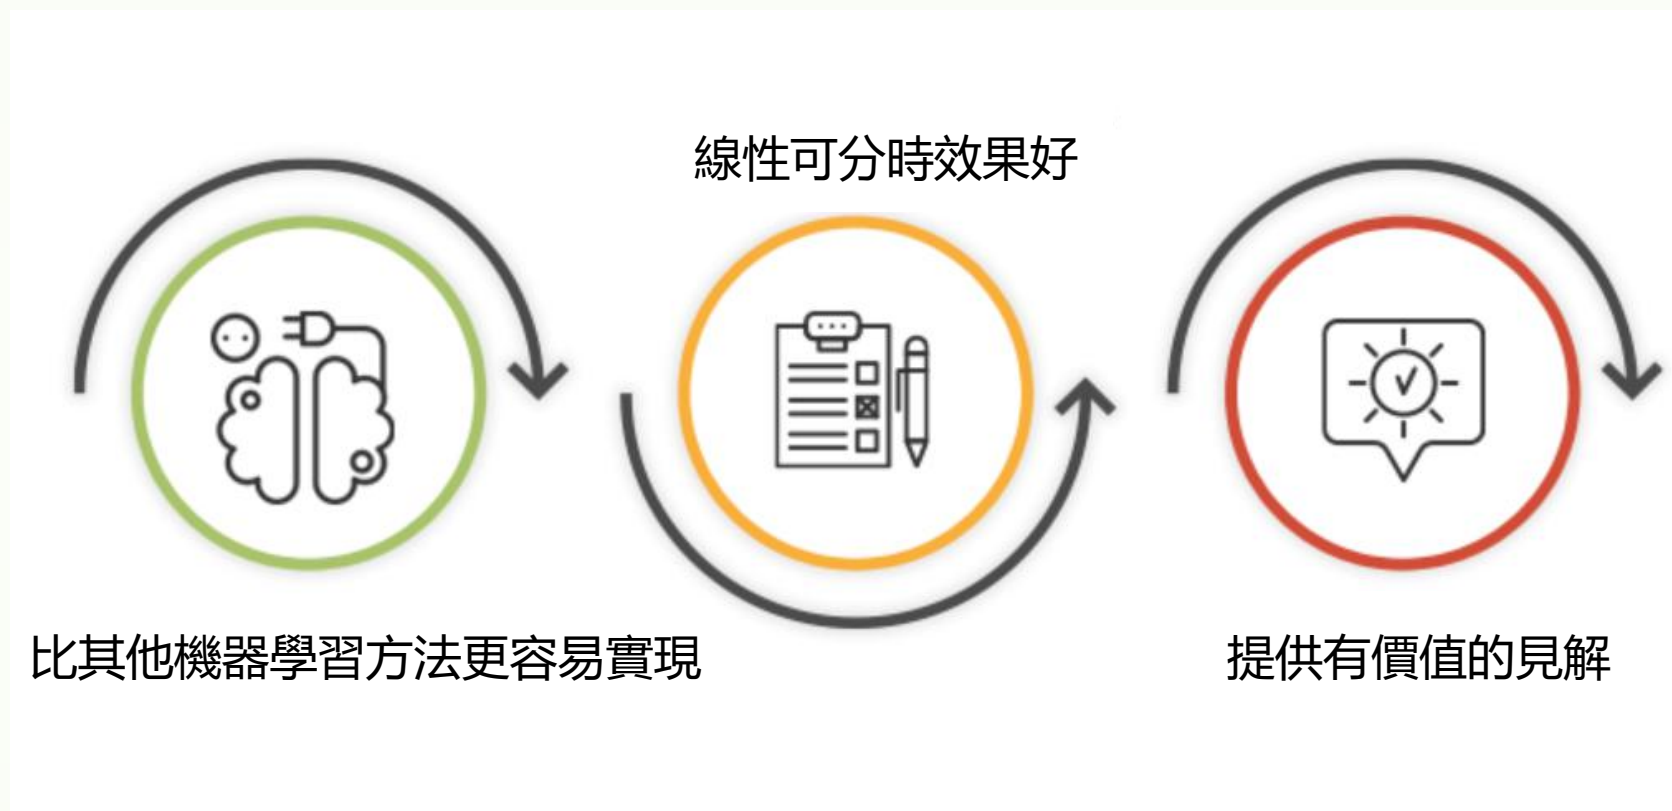 線性可分時效果好
比其他機器學習方法更容易實現
提供有價值的見解